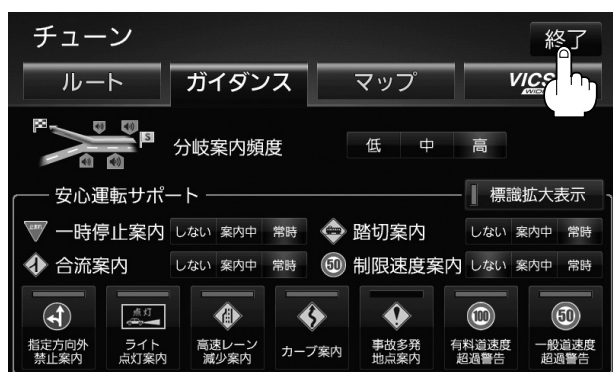 チューン
終了
ルート
ガイダンス
マップ
VICS
S
分岐案内頻度
低 中 高
安心運転サポート
標識拡大表示
一時停止案内 しない 案内中 常時
踏切案内 しない 案内中 常時
合流案内 しない 案内中 常時
50 制限速度案内 しない 案内中 常時
指定方向外
禁止案内
点灯
ライト
点灯案内
高速レーン
減少案内
カーブ案内
事故多発
地点案内
100
有料道速度
超過警告
50
一般道速度
超過警告